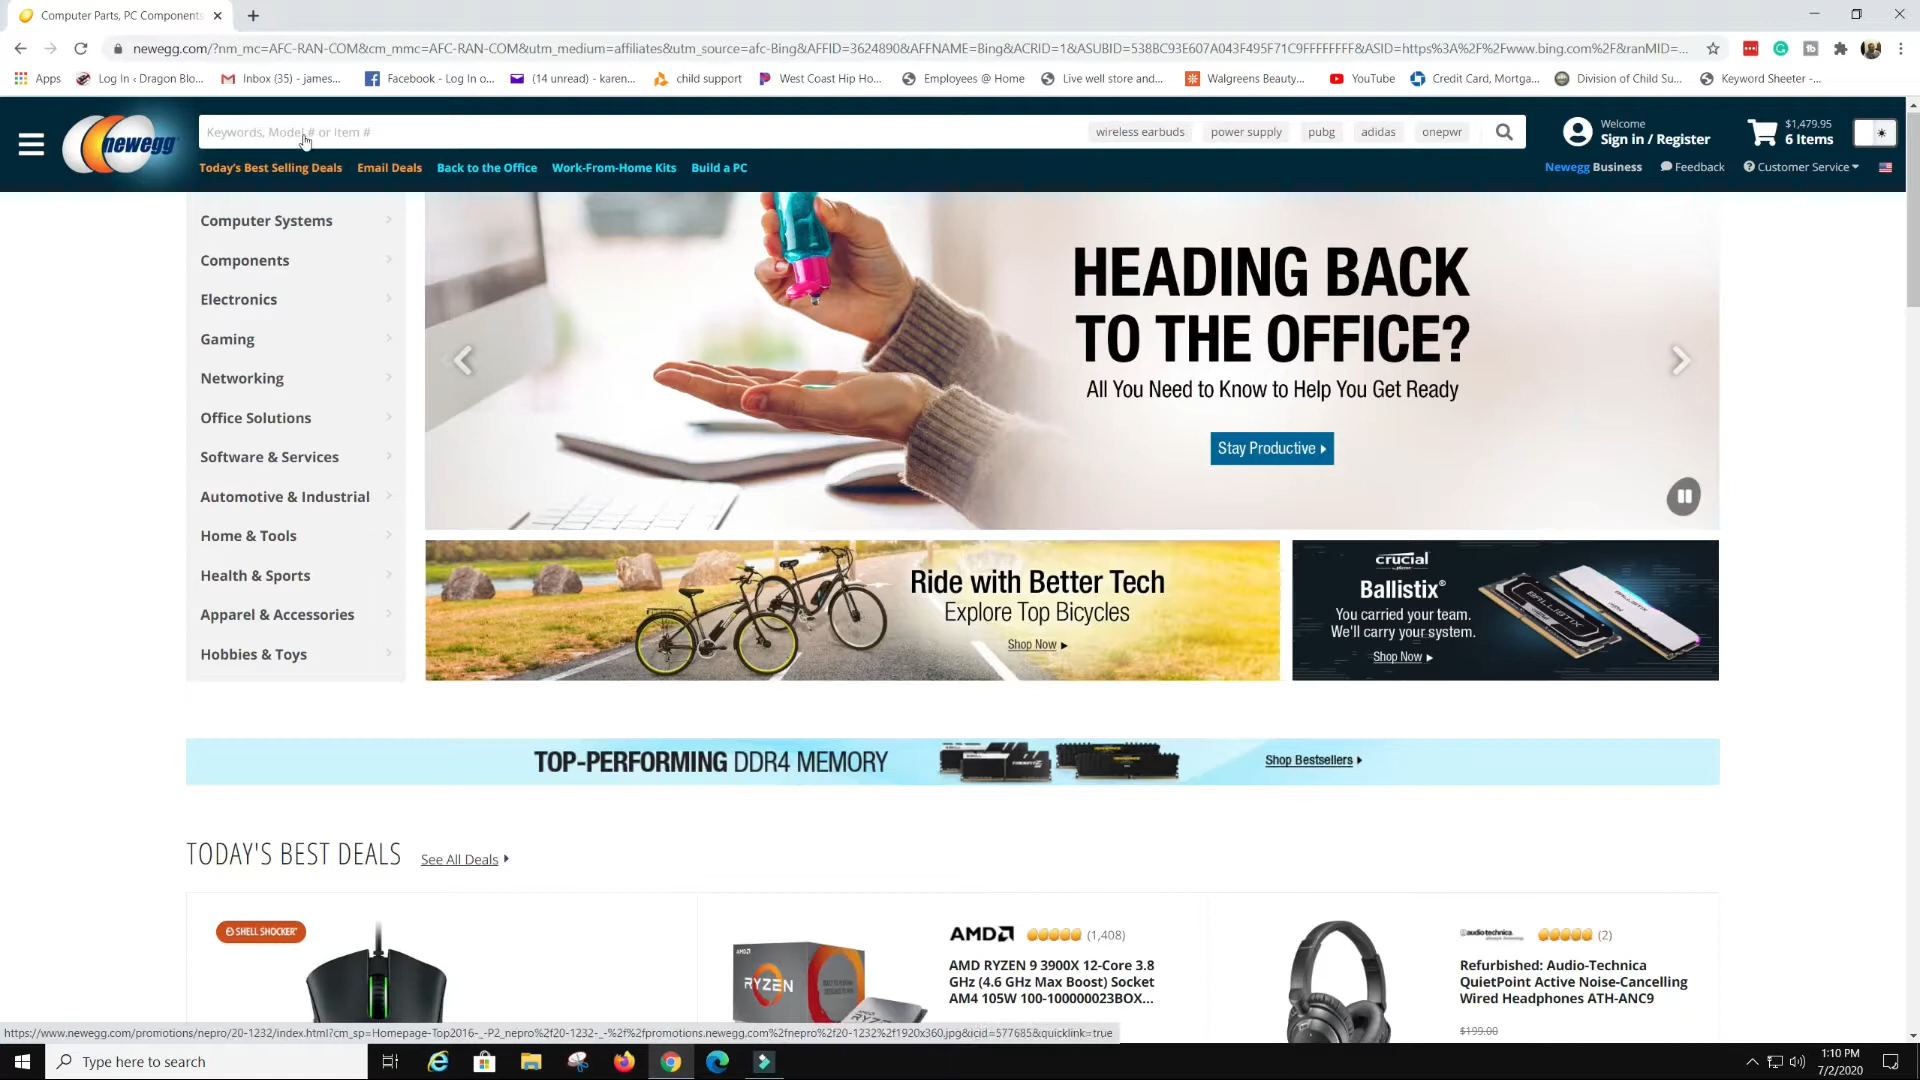 Computer Parts, PC Components
newegg.com/?nm_mc=AFC-RAN-COM&cm_mmc=AFC-RAN-COM&utm_medium=affiliates&utm_source=afc-Bing&AFFID=3624890&AFFNAME=Bing&ACRID=1&ASUBID=538BC93E607A043F495F71C9FFFFFFFF&ASID=https%3A%2F%2Fwww.bing.com%2F&ranMID=...
Apps
Log In ‹ Dragon Blo...
Inbox (35) - james...
Facebook - Log In o...
(14 unread) - karen...
child support
West Coast Hip Ho...
Employees @ Home
Live well store and...
Walgreens Beauty...
YouTube
Credit Card, Mortga...
Division of Child Su...
Keyword Sheeter -...
newegg
Keywords, Model # or Item #
wireless earbuds
power supply
pubg
adidas
onepwr
Welcome
Sign in / Register
$1,479.95
6 Items
Today's Best Selling Deals
Email Deals
Back to the Office
Work-From-Home Kits
Build a PC
Newegg Business
Feedback
Customer Service
Computer Systems
Components
Electronics
Gaming
Networking
Office Solutions
Software & Services
Automotive & Industrial
Home & Tools
Health & Sports
Apparel & Accessories
Hobbies & Toys
HEADING BACK
TO THE OFFICE?
All You Need to Know to Help You Get Ready
Stay Productive
Ride with Better Tech
Explore Top Bicycles
Shop Now
crucial
Ballistix®
You carried your team.
We'll carry your system.
Shop Now
BALLISTIX
TOP-PERFORMING DDR4 MEMORY
Shop Bestsellers
TODAY'S BEST DEALS
See All Deals
SHELL SHOCKER
AMD
RYZEN
AMD
(1,408)
AMD RYZEN 9 3900X 12-Core 3.8
GHz (4.6 GHz Max Boost) Socket
AM4 105W 100-100000023BOX...
audio-technica
(2)
Refurbished: Audio-Technica
QuietPoint Active Noise-Cancelling
Wired Headphones ATH-ANC9
$199.00
https://www.newegg.com/promotions/nepro/20-1232/index.html?cm_sp=Homepage-Top2016-_-P2_nepro%2f20-1232-_-%2f%2fpromotions.newegg.com%2fnepro%2f20-1232%2f1920x360.jpg&icid=577685&quicklink=true
Type here to search
1:10 PM
7/2/2020